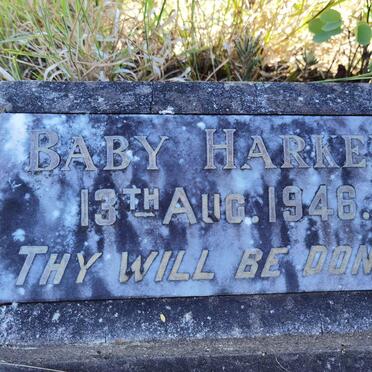 BABY HARKE
13TH AUG. 1946.
THY WILL BE DON